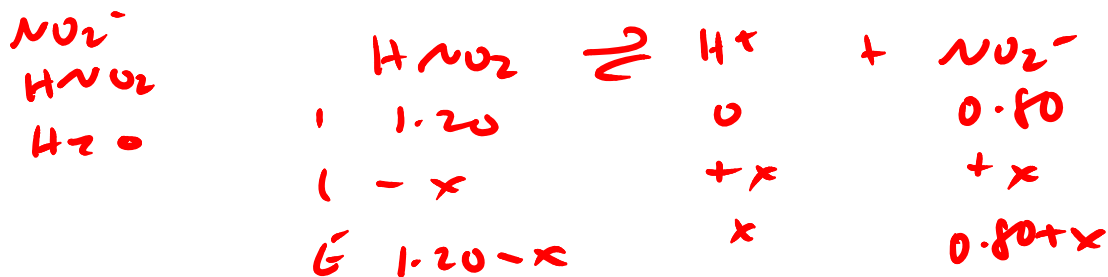 NO2-
HNO2
H2O
HNO2 ⇌ H+ + NO2-
I 1.20 0 0.80
C - x + x + x
E 1.20 - x x 0.80 + x